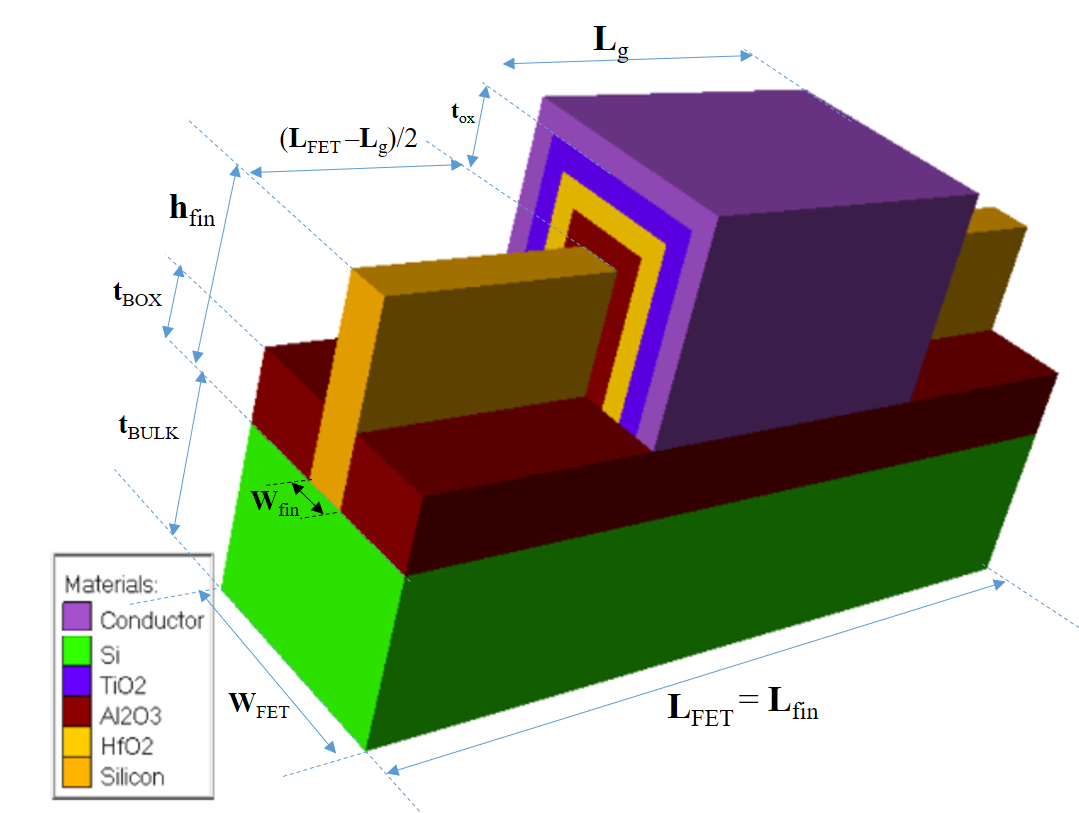 Lg
tox
(LFET –Lg)/2
hfin
tBOX
tBULK
Wfin
Materials:
Conductor
Si
TiO2
Al2O3
HfO2
Silicon
WFET
LFET = Lfin